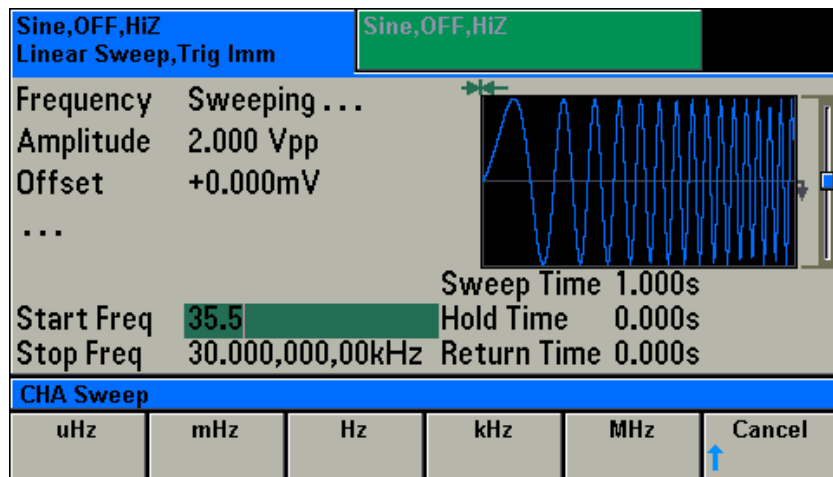 Sine,OFF,HiZ
Linear Sweep,Trig Imm
Sine,OFF,HiZ
Frequency Sweeping...
Amplitude 2.000 Vpp
Offset +0.000mV
...
Sweep Time 1.000s
Start Freq 35.5 Hold Time 0.000s
Stop Freq 30.000,000,00kHz Return Time 0.000s
CHA Sweep
uHz mHz Hz kHz MHz Cancel